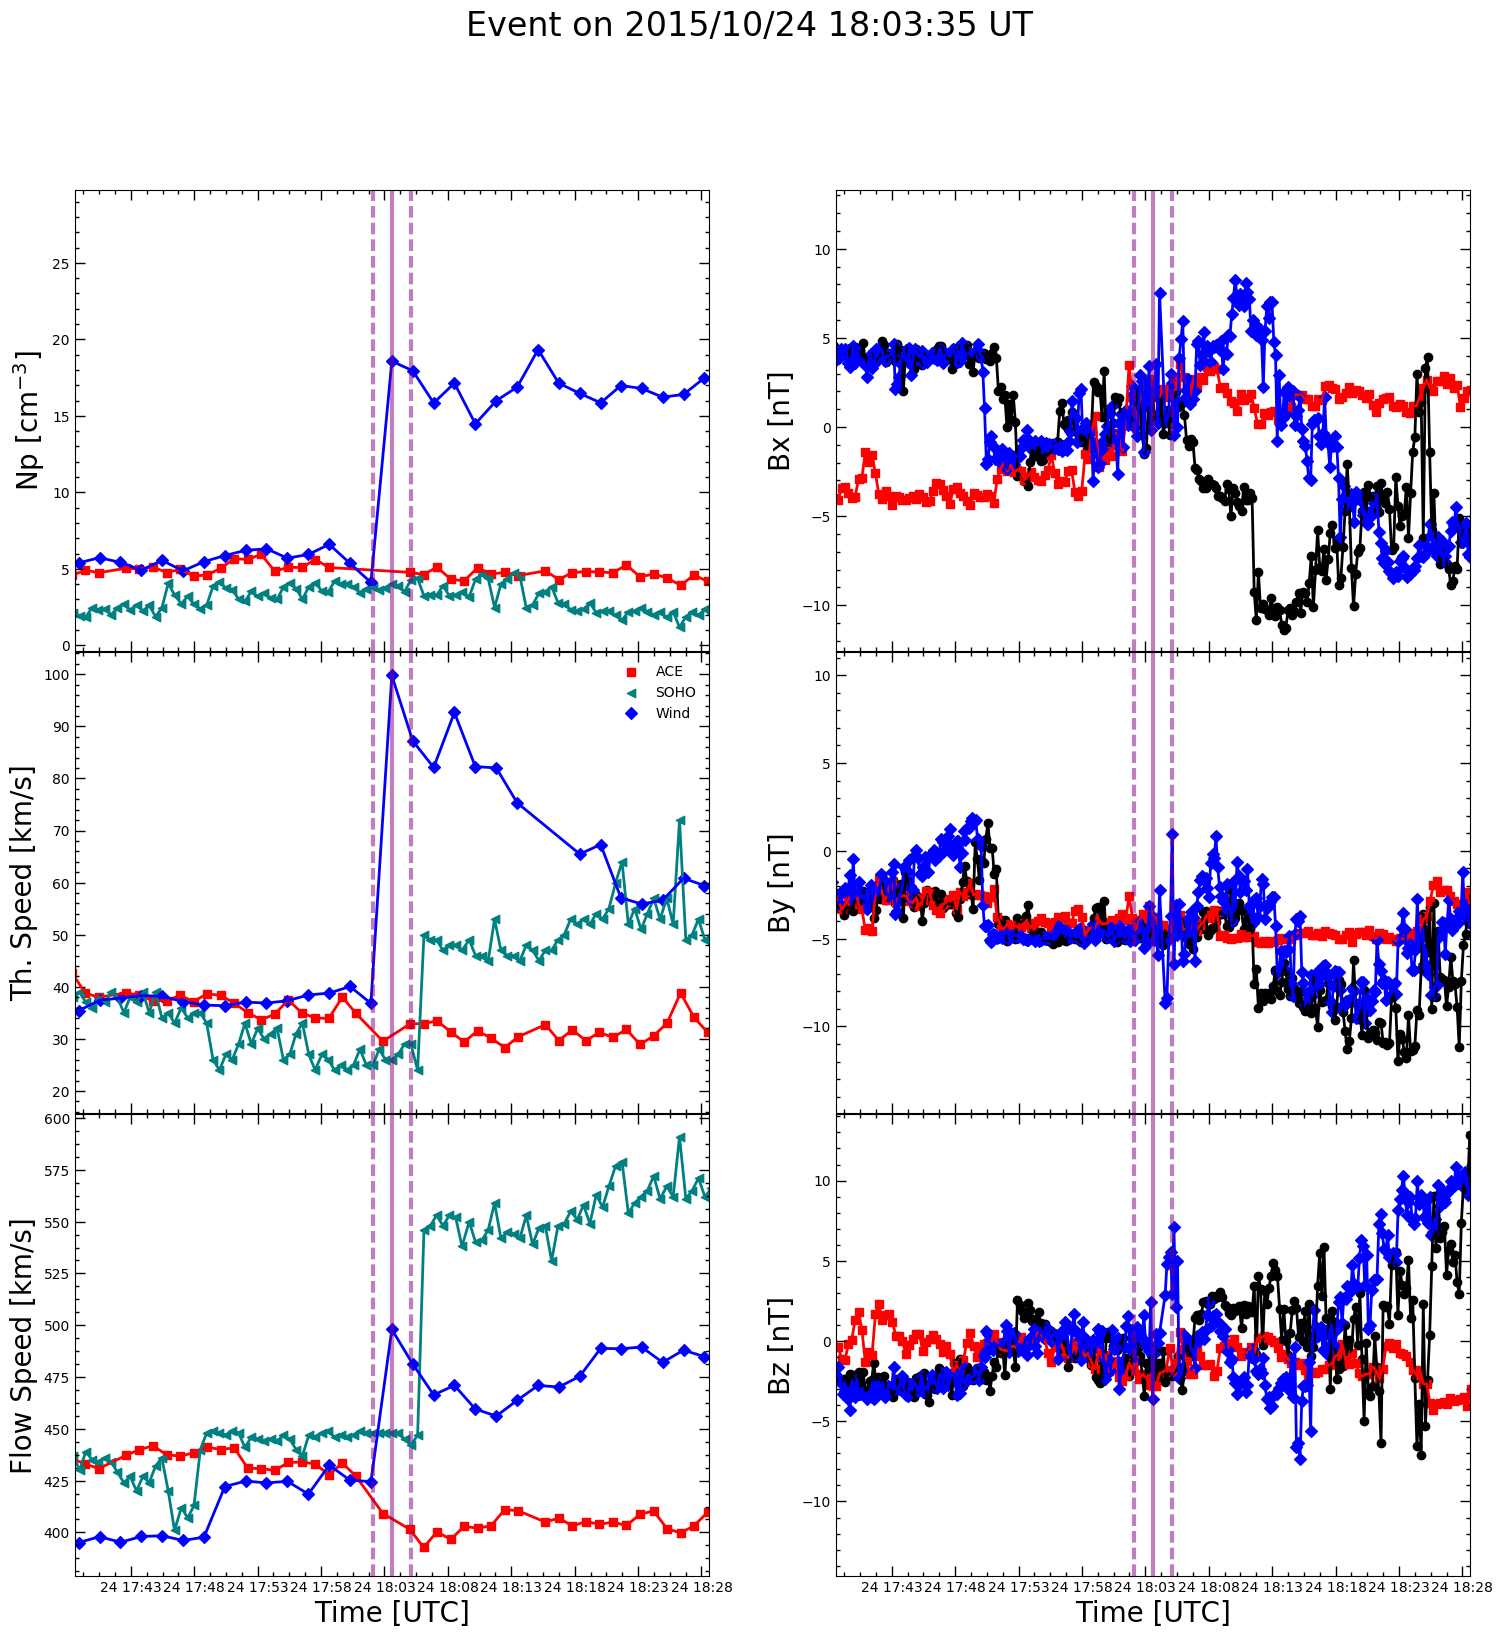 Event on 2015/10/24 18:03:35 UT
Np [cm⁻³]
25
20
15
10
5
0
Th. Speed [km/s]
100
90
80
70
60
50
40
30
20
ACE
SOHO
Wind
Flow Speed [km/s]
600
575
550
525
500
475
450
425
400
24 17:43 24 17:48 24 17:53 24 17:58 24 18:03 24 18:08 24 18:13 24 18:18 24 18:23 24 18:28
Time [UTC]
Bx [nT]
10
5
0
−5
−10
By [nT]
10
5
0
−5
−10
Bz [nT]
10
5
0
−5
−10
24 17:43 24 17:48 24 17:53 24 17:58 24 18:03 24 18:08 24 18:13 24 18:18 24 18:23 24 18:28
Time [UTC]